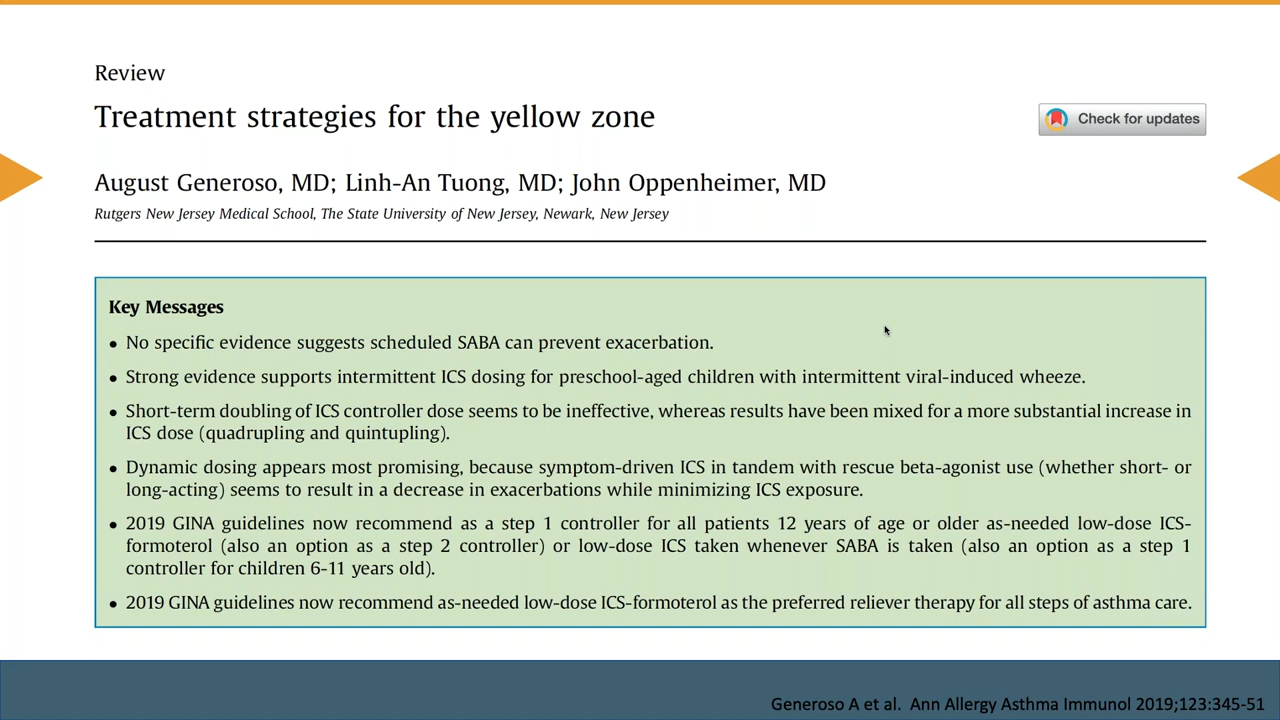 Review
Treatment strategies for the yellow zone
Check for updates
August Generoso, MD; Linh-An Tuong, MD; John Oppenheimer, MD
Rutgers New Jersey Medical School, The State University of New Jersey, Newark, New Jersey
Key Messages
• No specific evidence suggests scheduled SABA can prevent exacerbation.
• Strong evidence supports intermittent ICS dosing for preschool-aged children with intermittent viral-induced wheeze.
• Short-term doubling of ICS controller dose seems to be ineffective, whereas results have been mixed for a more substantial increase in
ICS dose (quadrupling and quintupling).
• Dynamic dosing appears most promising, because symptom-driven ICS in tandem with rescue beta-agonist use (whether short- or
long-acting) seems to result in a decrease in exacerbations while minimizing ICS exposure.
• 2019 GINA guidelines now recommend as a step 1 controller for all patients 12 years of age or older as-needed low-dose ICS-
formoterol (also an option as a step 2 controller) or low-dose ICS taken whenever SABA is taken (also an option as a step 1
controller for children 6-11 years old).
• 2019 GINA guidelines now recommend as-needed low-dose ICS-formoterol as the preferred reliever therapy for all steps of asthma care.
Generoso A et al. Ann Allergy Asthma Immunol 2019;123:345-51